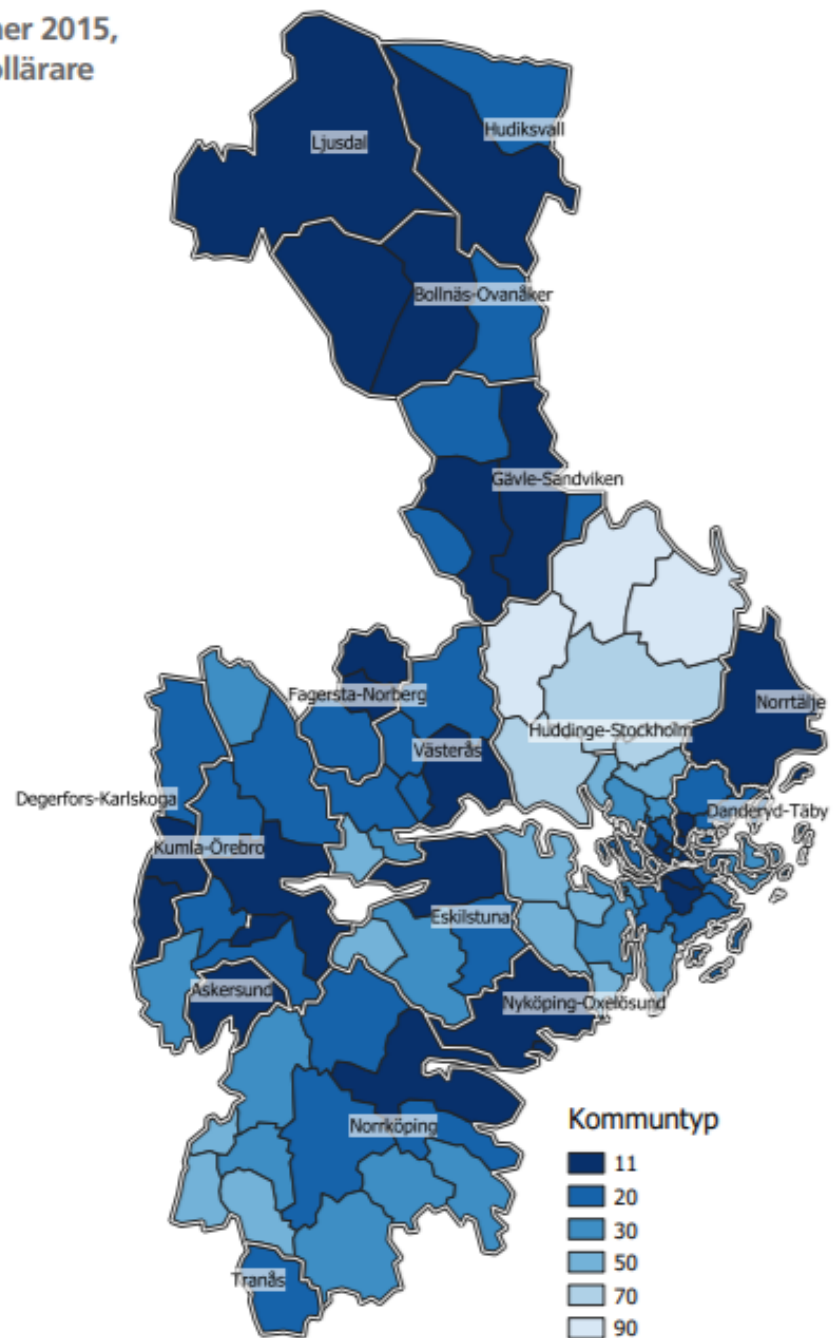 ner 2015,
ollärare
Ljusdal
Hudiksvall
Bollnäs-Ovanåker
Gävle-Sandviken
Fagersta-Norberg
Norrtälje
Huddinge-Stockholm
Västerås
Degerfors-Karlskoga
Danderyd-Täby
Kumla-Örebro
Eskilstuna
Askersund
Nyköping-Oxelösund
Norrköping
Tranås
Kommuntyp
11
20
30
50
70
90